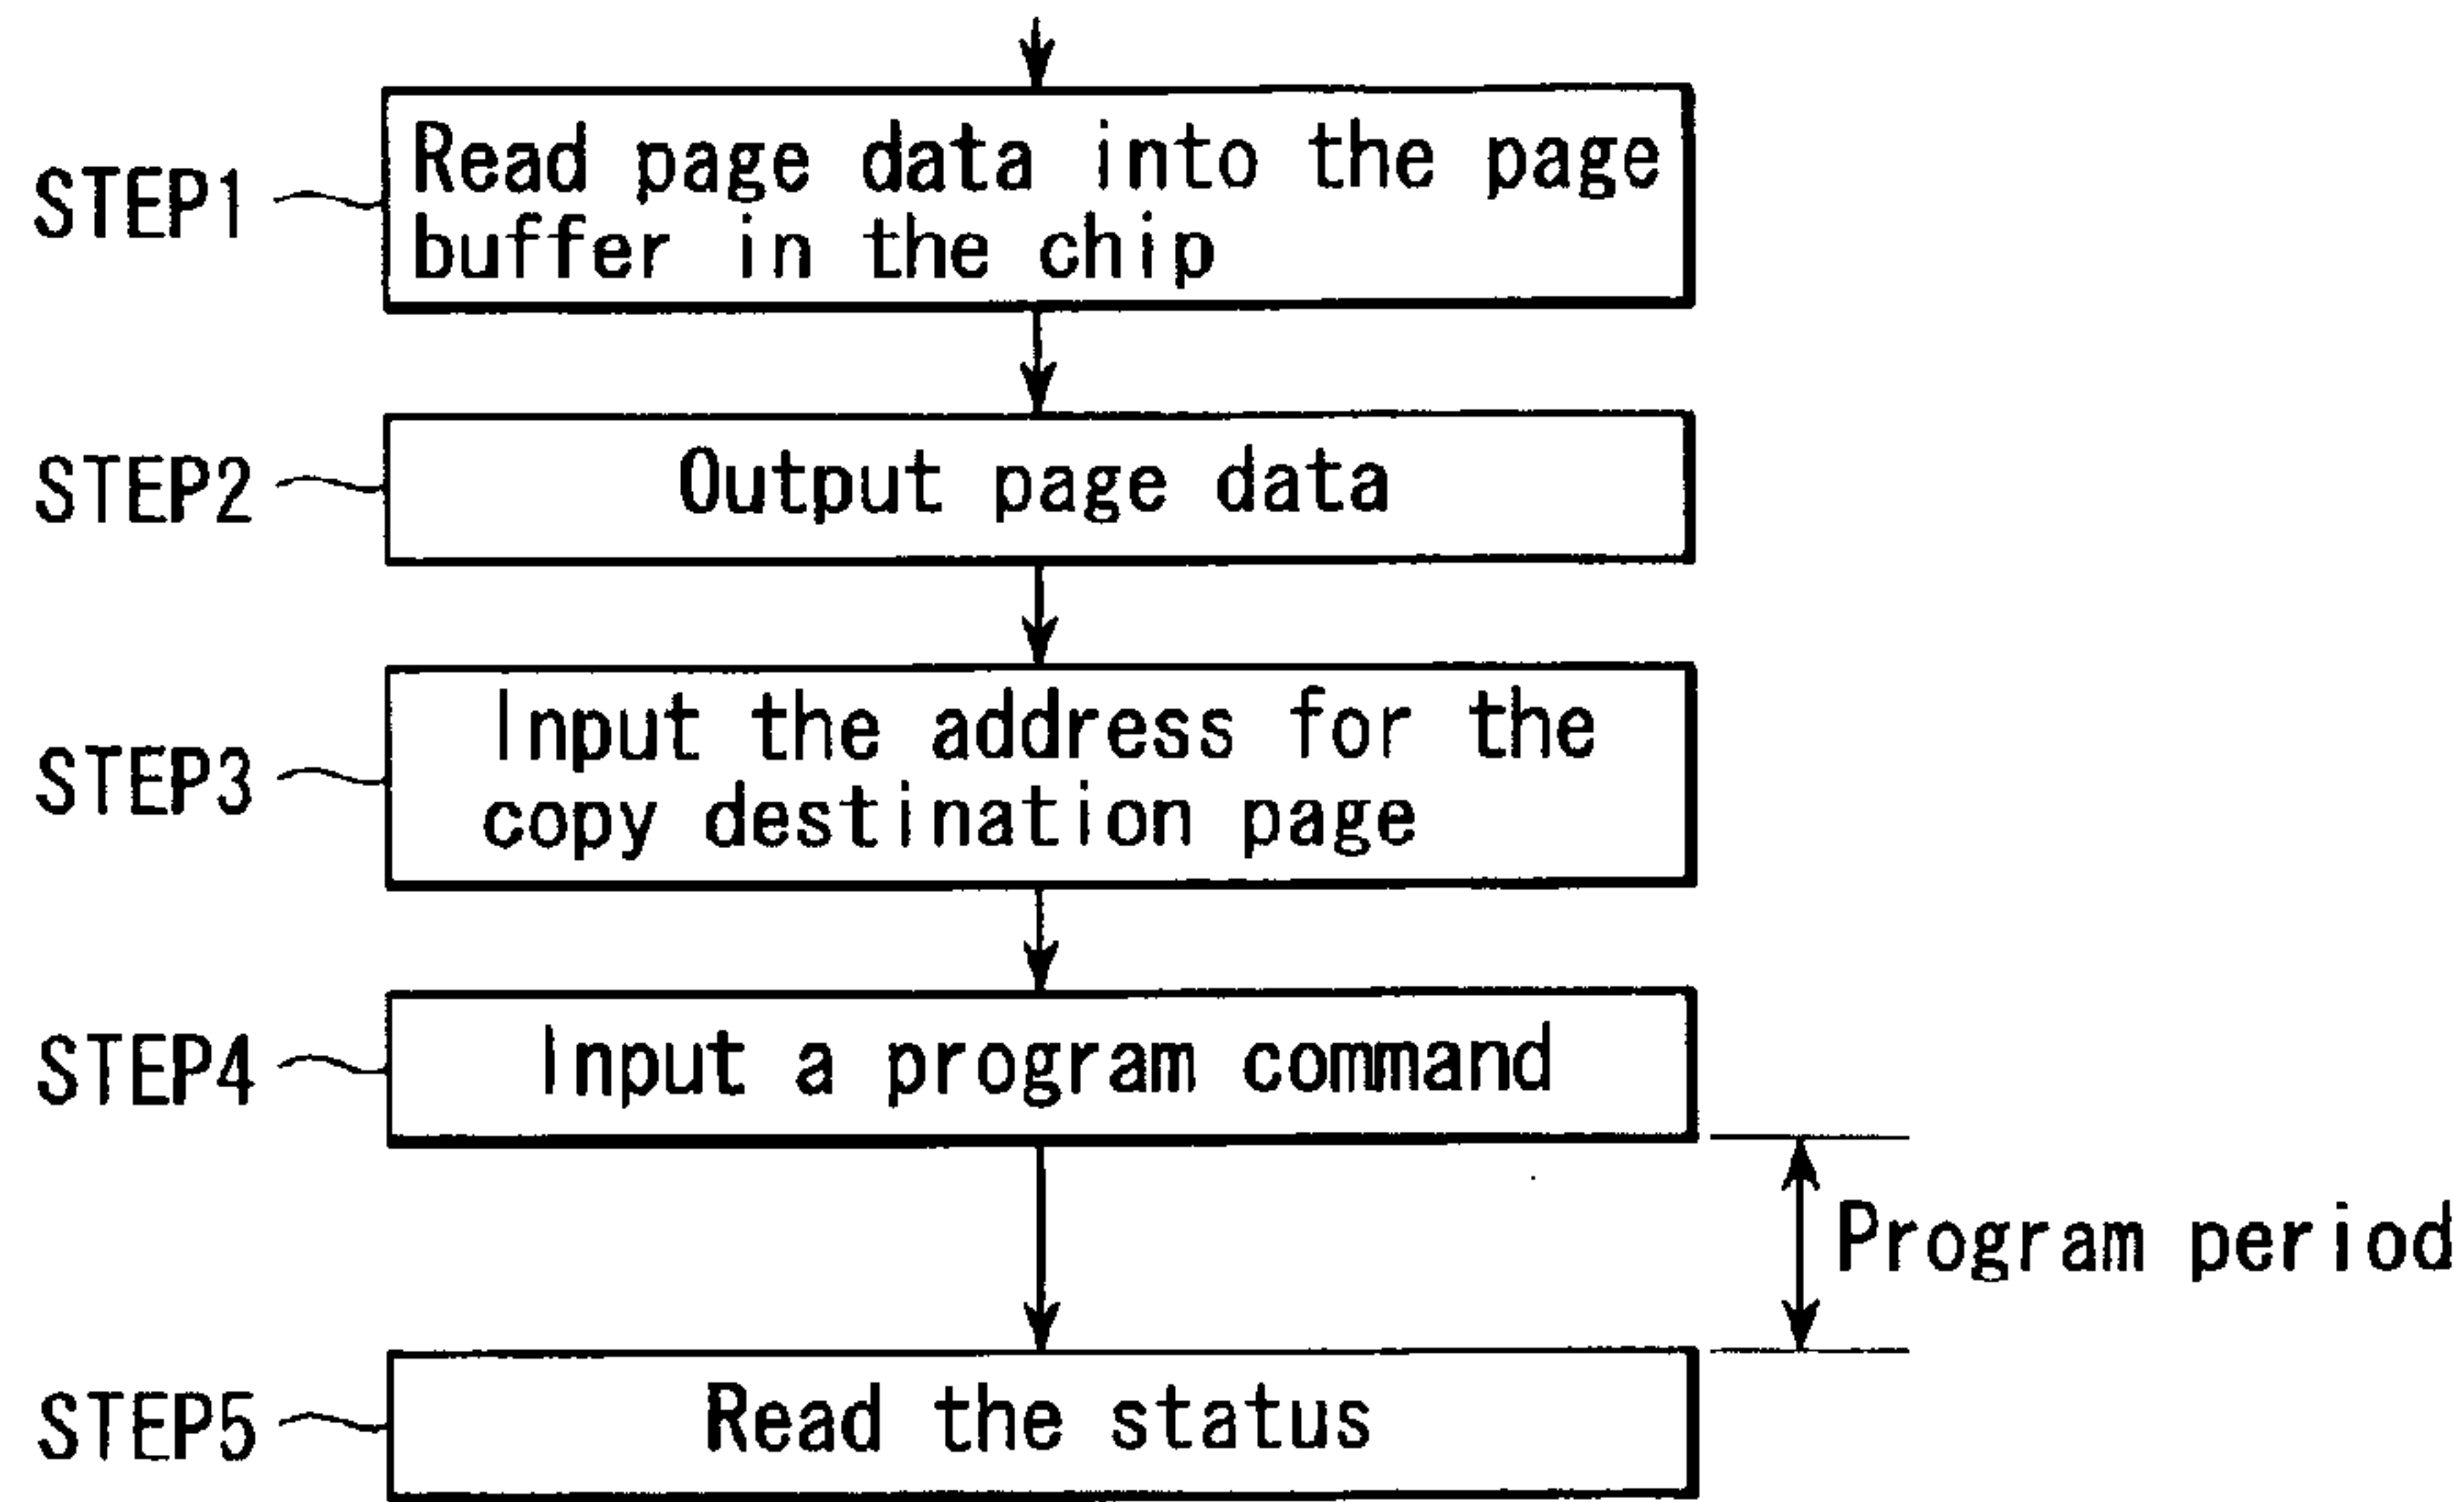 STEP1
Read page data into the page
buffer in the chip
STEP2
Output page data
STEP3
Input the address for the
copy destination page
STEP4
Input a program command
Program period
STEP5
Read the status